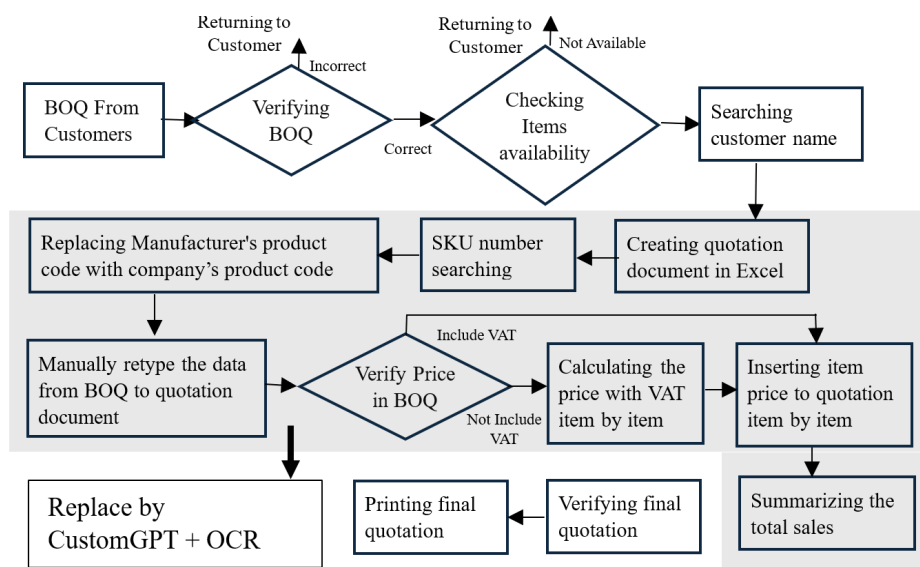 Returning to
Customer
Incorrect
Returning to
Customer
Not Available
BOQ From
Customers
Verifying
BOQ
Correct
Checking
Items
availability
Searching
customer name
Replacing Manufacturer's product
code with company’s product code
SKU number
searching
Creating quotation
document in Excel
Manually retype the data
from BOQ to quotation
document
Verify Price
in BOQ
Include VAT
Not Include
VAT
Calculating the
price with VAT
item by item
Inserting item
price to quotation
item by item
Replace by
CustomGPT + OCR
Printing final
quotation
Verifying final
quotation
Summarizing the
total sales